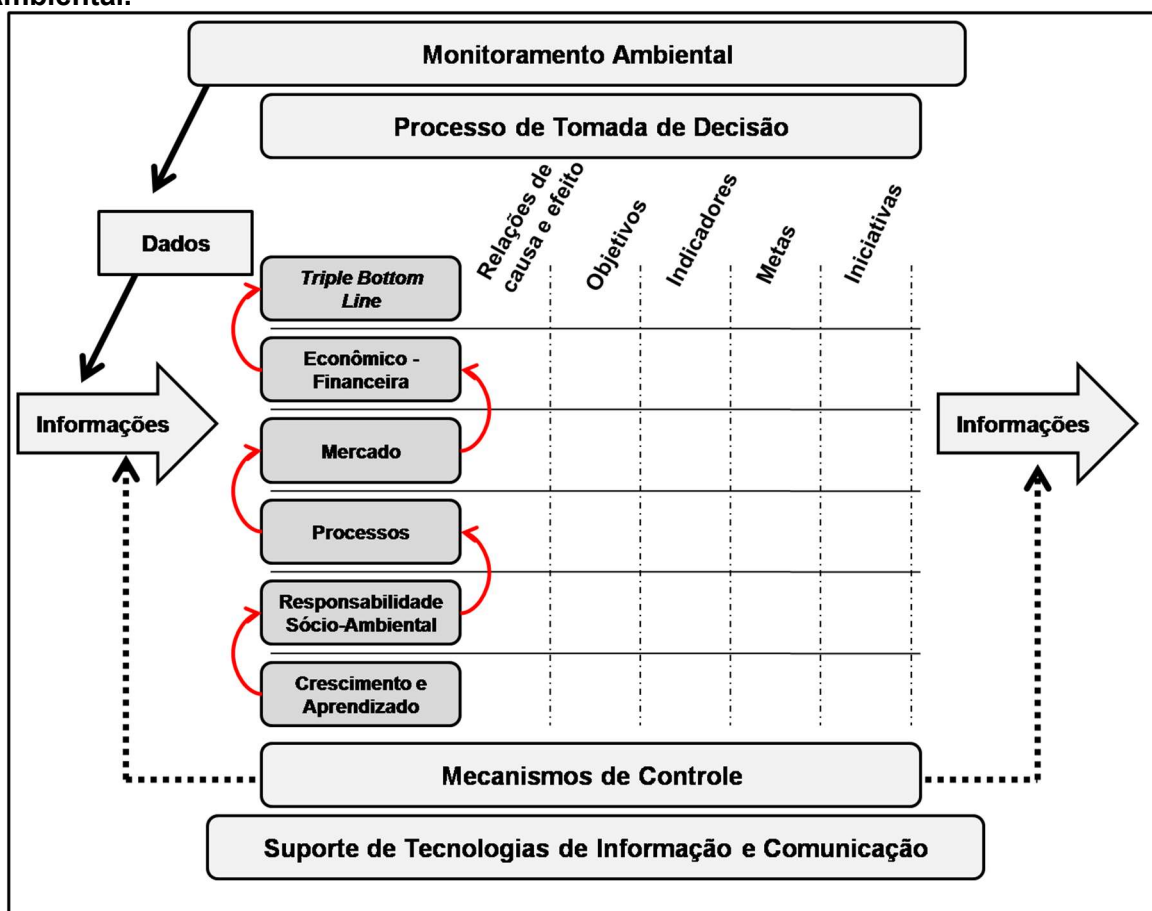 Ambiental.
Monitoramento Ambiental
Processo de Tomada de Decisão
Relações de
causa e efeito
Objetivos
Indicadores
Metas
Iniciativas
Dados
Triple Bottom
Line
Econômico -
Financeira
Informações
Informações
Mercado
Processos
Responsabilidade
Sócio-Ambiental
Crescimento e
Aprendizado
Mecanismos de Controle
Suporte de Tecnologias de Informação e Comunicação